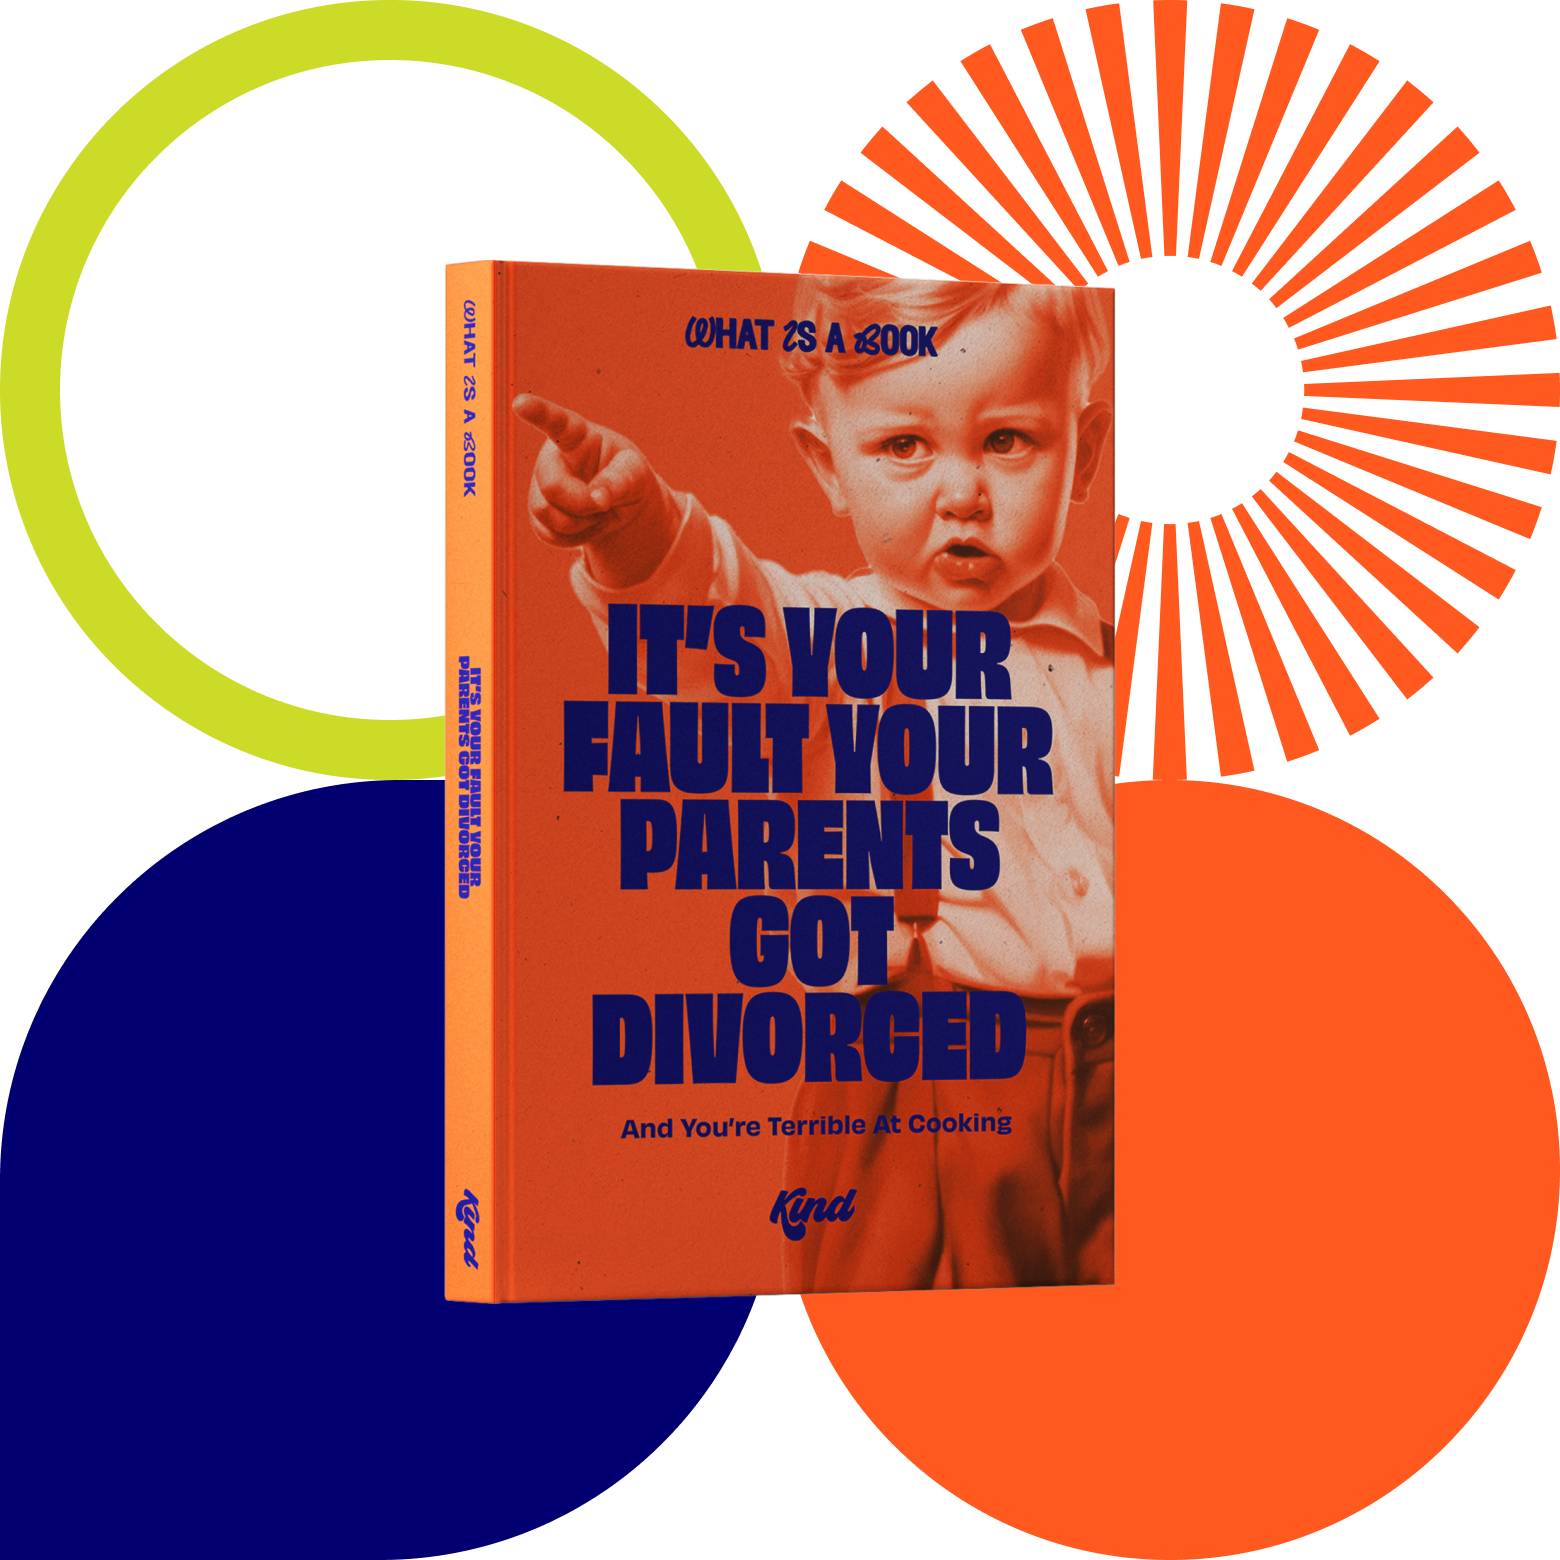 WHAT IS A BOOK
IT'S YOUR
FAULT YOUR
PARENTS
GOT
DIVORCED
And You're Terrible At Cooking
Kind
WHAT IS A BOOK
IT'S YOUR FAULT YOUR
PARENTS GOT DIVORCED
Kind